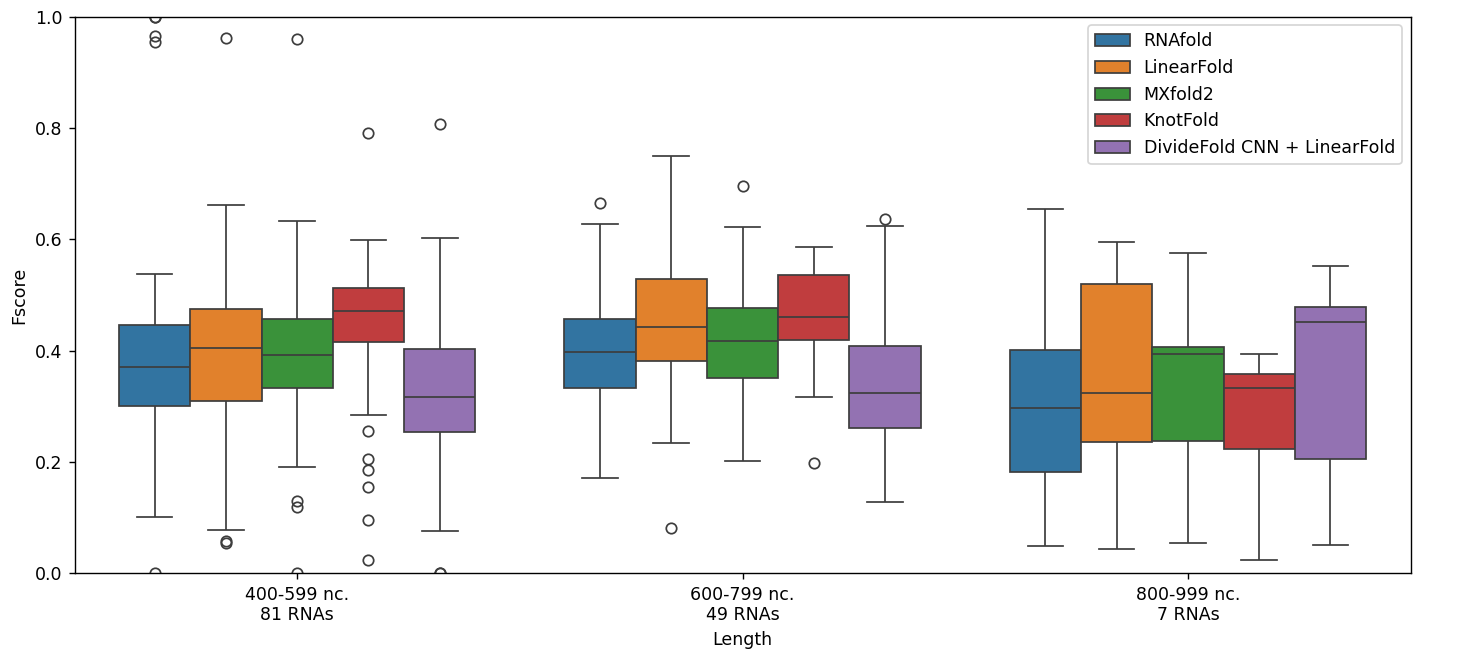 1.0
0.8
0.6
0.4
0.2
0.0
Fscore
RNAfold
LinearFold
MXfold2
KnotFold
DivideFold CNN + LinearFold
400-599 nc.
81 RNAs
600-799 nc.
49 RNAs
800-999 nc.
7 RNAs
Length